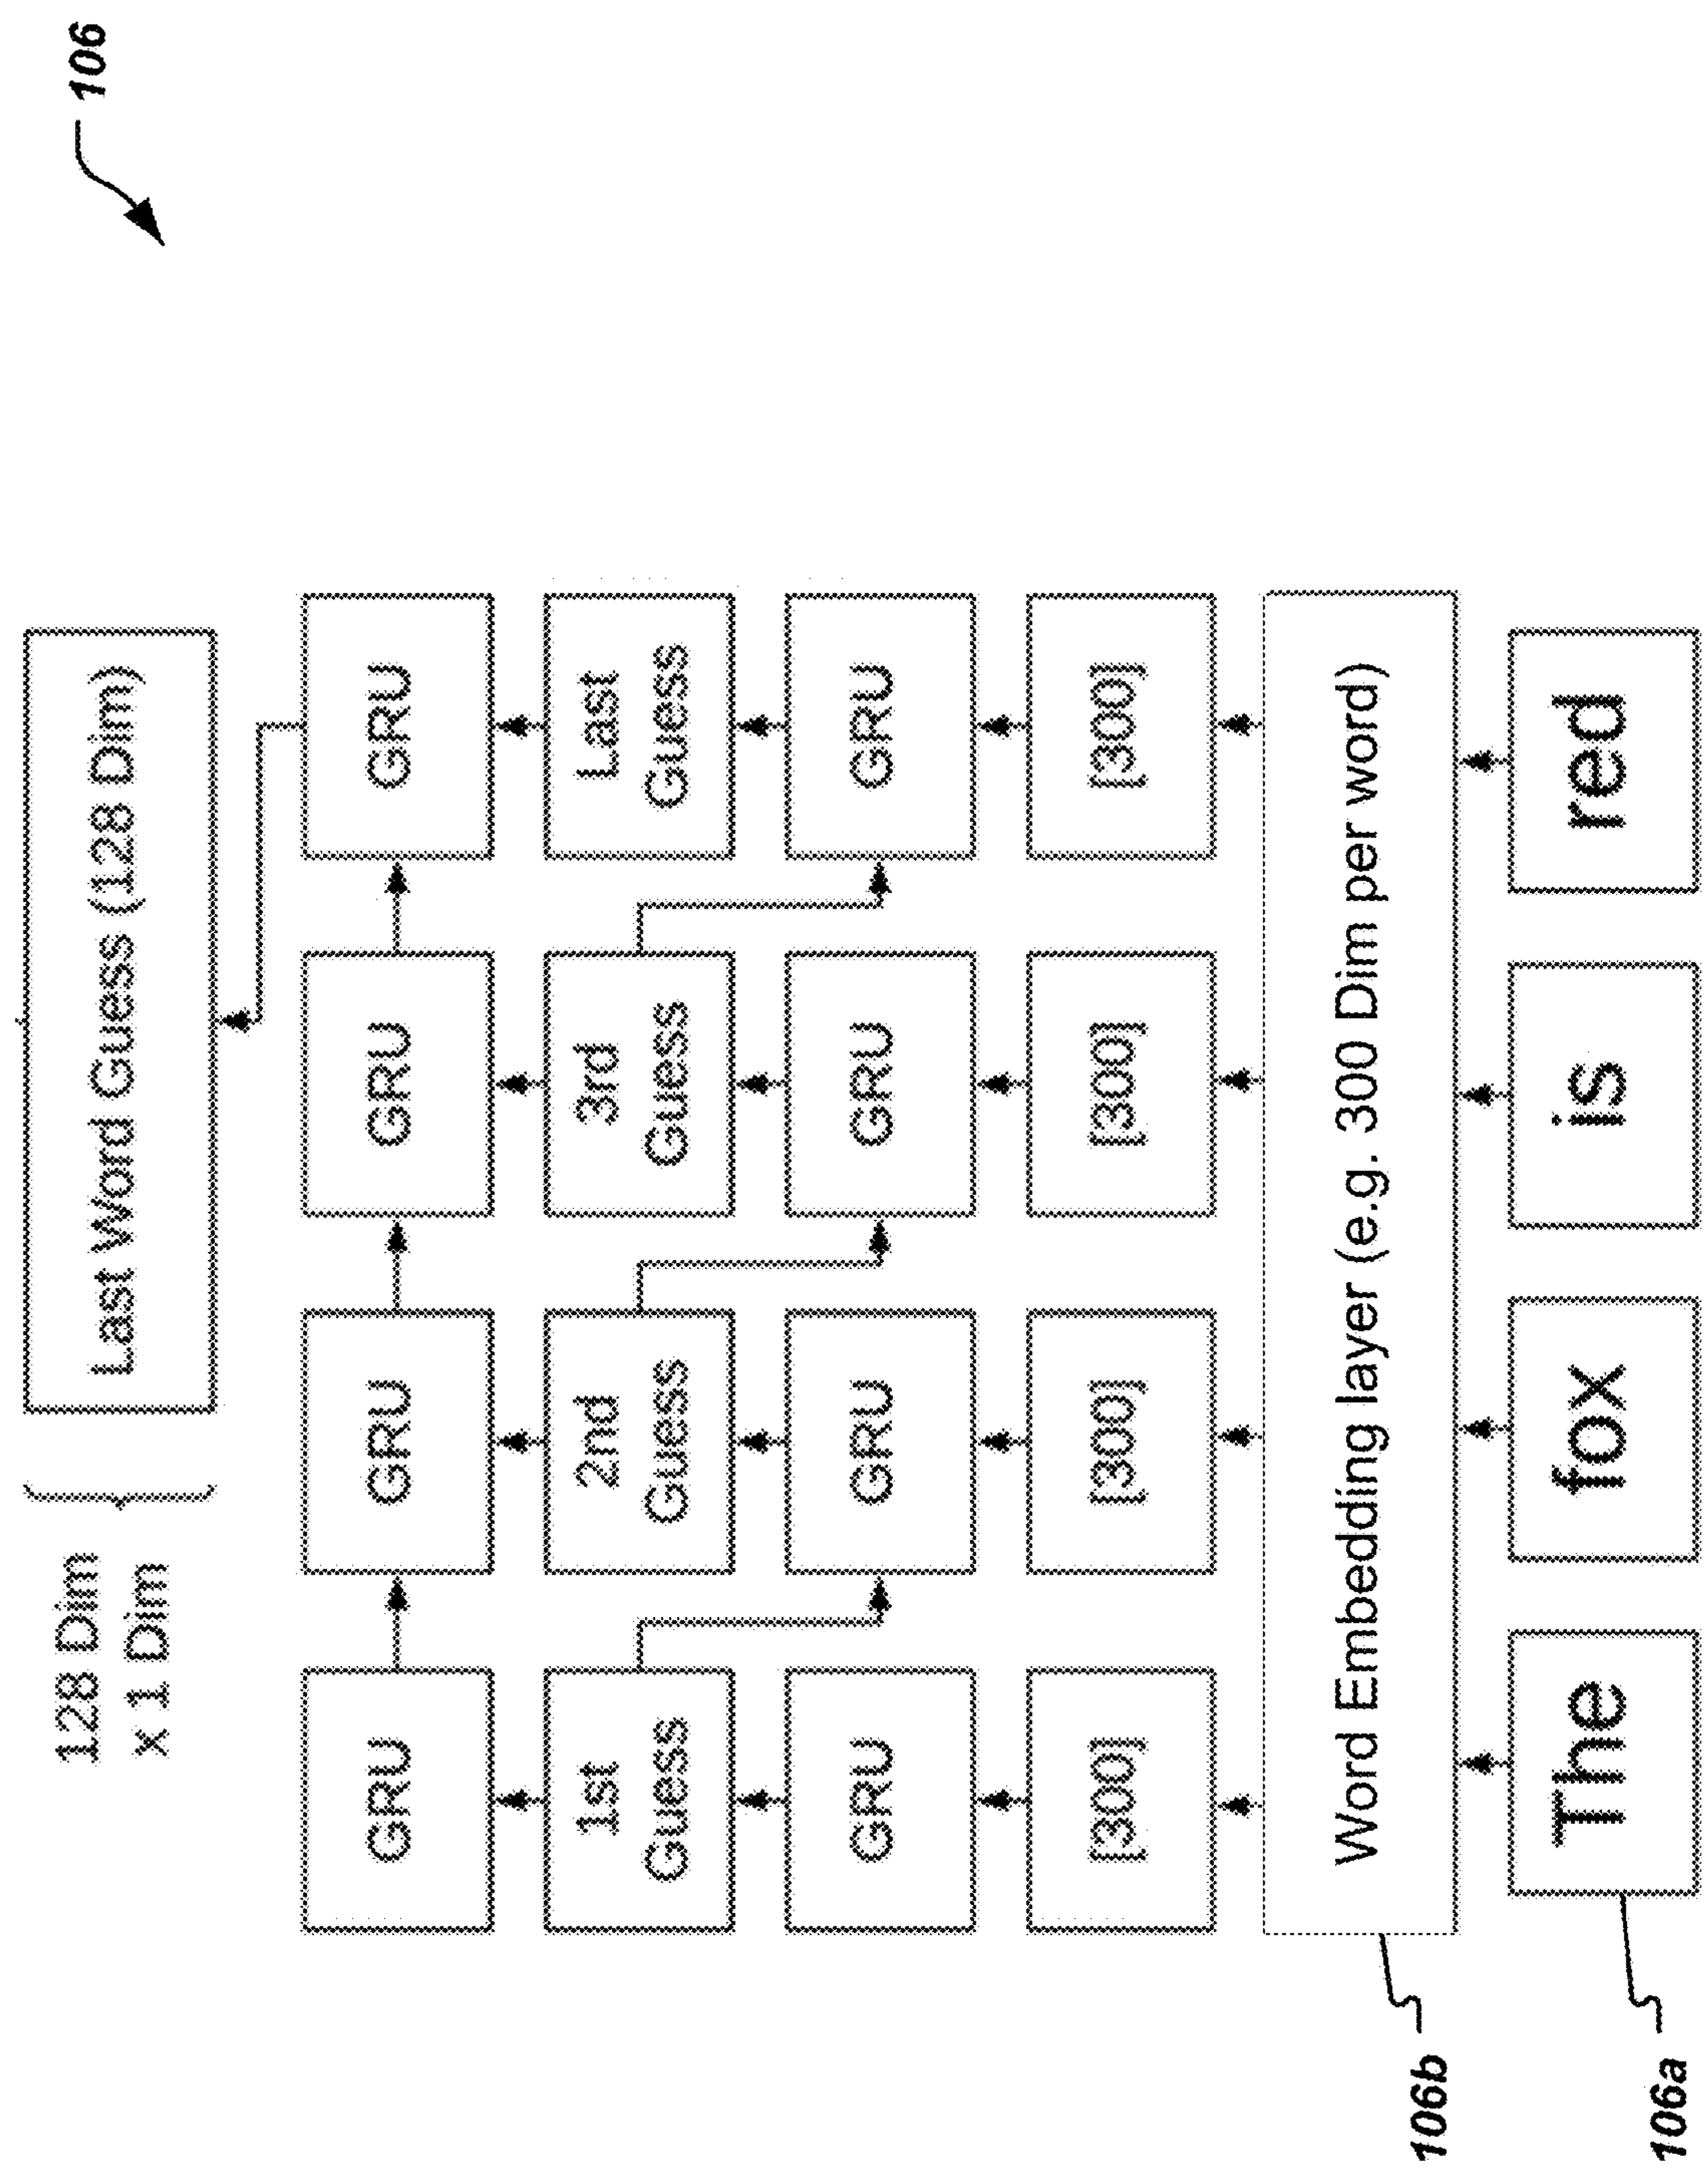 106
128 Dim
x 1 Dim
Last Word Guess (128 Dim)
GRU
GRU
GRU
GRU
1st
Guess
2nd
Guess
3rd
Guess
Last
Guess
GRU
GRU
GRU
GRU
[300]
[300]
[300]
[300]
Word Embedding layer (e.g. 300 Dim per word)
106b
The
fox
is
red
106a